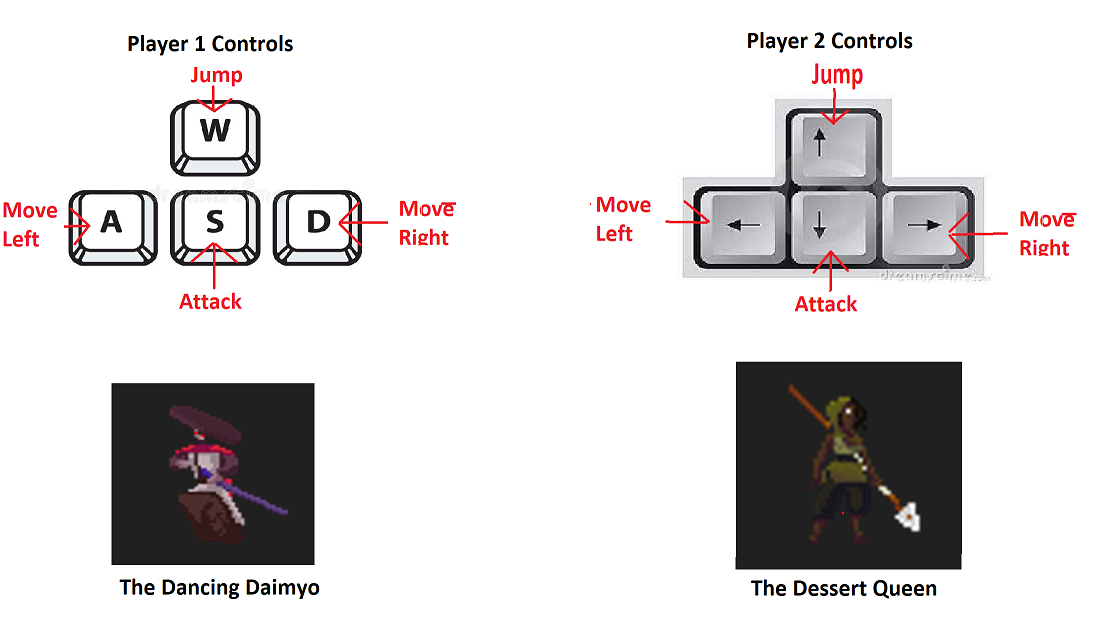 Player 1 Controls
Jump
W
A
S
D
Move
Left
Move
Right
Attack
The Dancing Daimyo
Player 2 Controls
Jump
Move
Left
Move
Right
Attack
dreamstime
The Dessert Queen